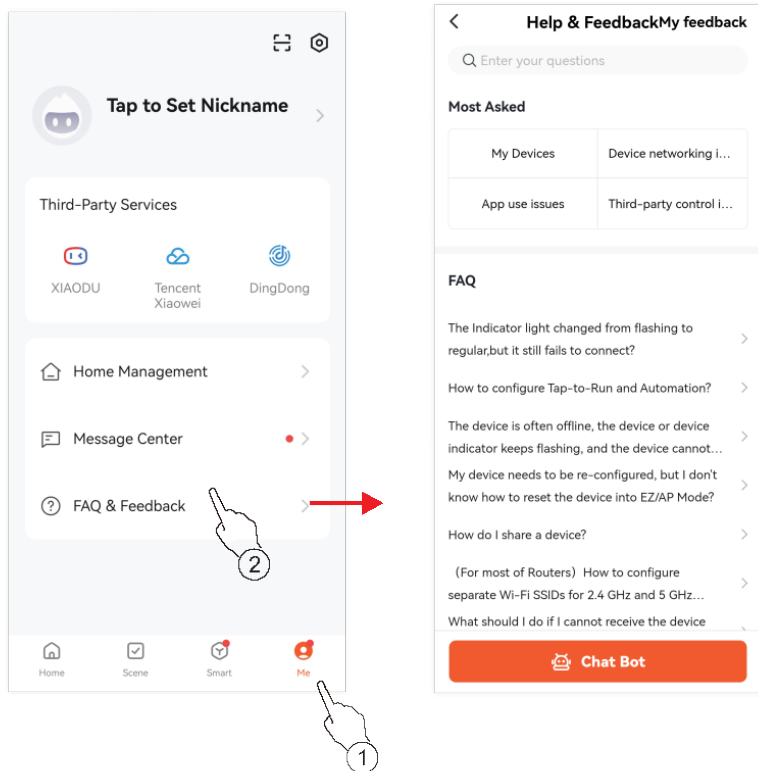 Tap to Set Nickname
Third-Party Services
XIAODU
Tencent
Xiaowei
DingDong
Home Management
Message Center
FAQ & Feedback
2
Home
Scene
Smart
Me
1
Help & FeedbackMy feedback
Enter your questions
Most Asked
My Devices
Device networking i...
App use issues
Third-party control i...
FAQ
The Indicator light changed from flashing to
regular,but it still fails to connect?
How to configure Tap-to-Run and Automation?
The device is often offline, the device or device
indicator keeps flashing, and the device cannot...
My device needs to be re-configured, but I don't
know how to reset the device into EZ/AP Mode?
How do I share a device?
（For most of Routers）How to configure
separate Wi-Fi SSIDs for 2.4 GHz and 5 GHz...
What should I do if I cannot receive the device
Chat Bot